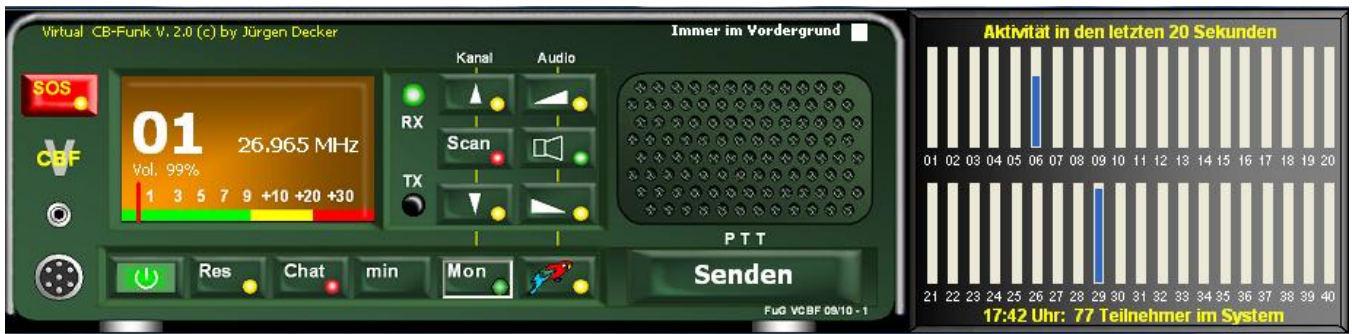 Virtual CB-Funk V. 2.0 (c) by Jürgen Decker
Immer im Vordergrund
Kanal Audio
SOS
CBF
V
01
26.965 MHz
Vol. 99%
1 3 5 7 9 +10 +20 +30
RX
Scan
TX
PTT
Res
Chat
min
Mon
Senden
FuG VCBF 09/10 - 1
Aktivität in den letzten 20 Sekunden
01 02 03 04 05 06 07 08 09 10 11 12 13 14 15 16 17 18 19 20
21 22 23 24 25 26 27 28 29 30 31 32 33 34 35 36 37 38 39 40
17:42 Uhr: 77 Teilnehmer im System